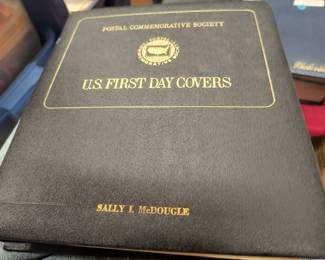 POSTAL COMMEMORATIVE SOCIETY
U.S. FIRST DAY COVERS
SALLY I. McDOUGLE